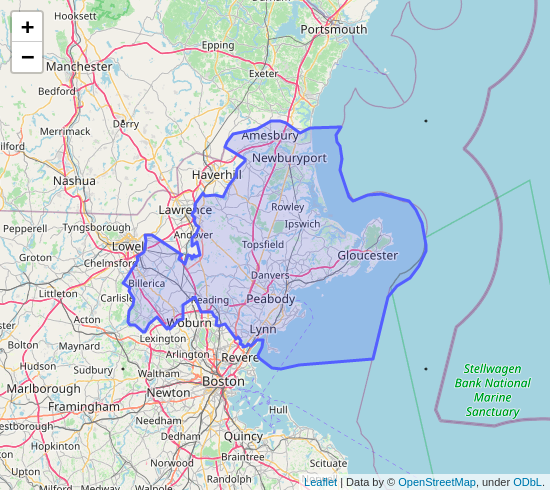 +
−
Hooksett
Portsmouth
Epping
Manchester
Exeter
Bedford
Derry
Merrimack
Amesbury
Newburyport
Nashua
Haverhill
Lawrence
Rowley
Ipswich
Pepperell
Tyngsborough
Andover
Lowell
Topsfield
Groton
Chelmsford
Gloucester
Danvers
Billerica
Littleton
Carlisle
Reading
Peabody
Acton
Woburn
Lynn
Lexington
Bolton
Maynard
Arlington
Revere
Hudson
Sudbury
Waltham
Stellwagen
Bank National
Marine
Sanctuary
Marlborough
Boston
Newton
Framingham
Hull
Needham
Dedham
Quincy
Hopkinton
Braintree
Norwood
Scituate
Medway
Walpole
Randolph
Leaflet | Data by © OpenStreetMap, under ODbL.